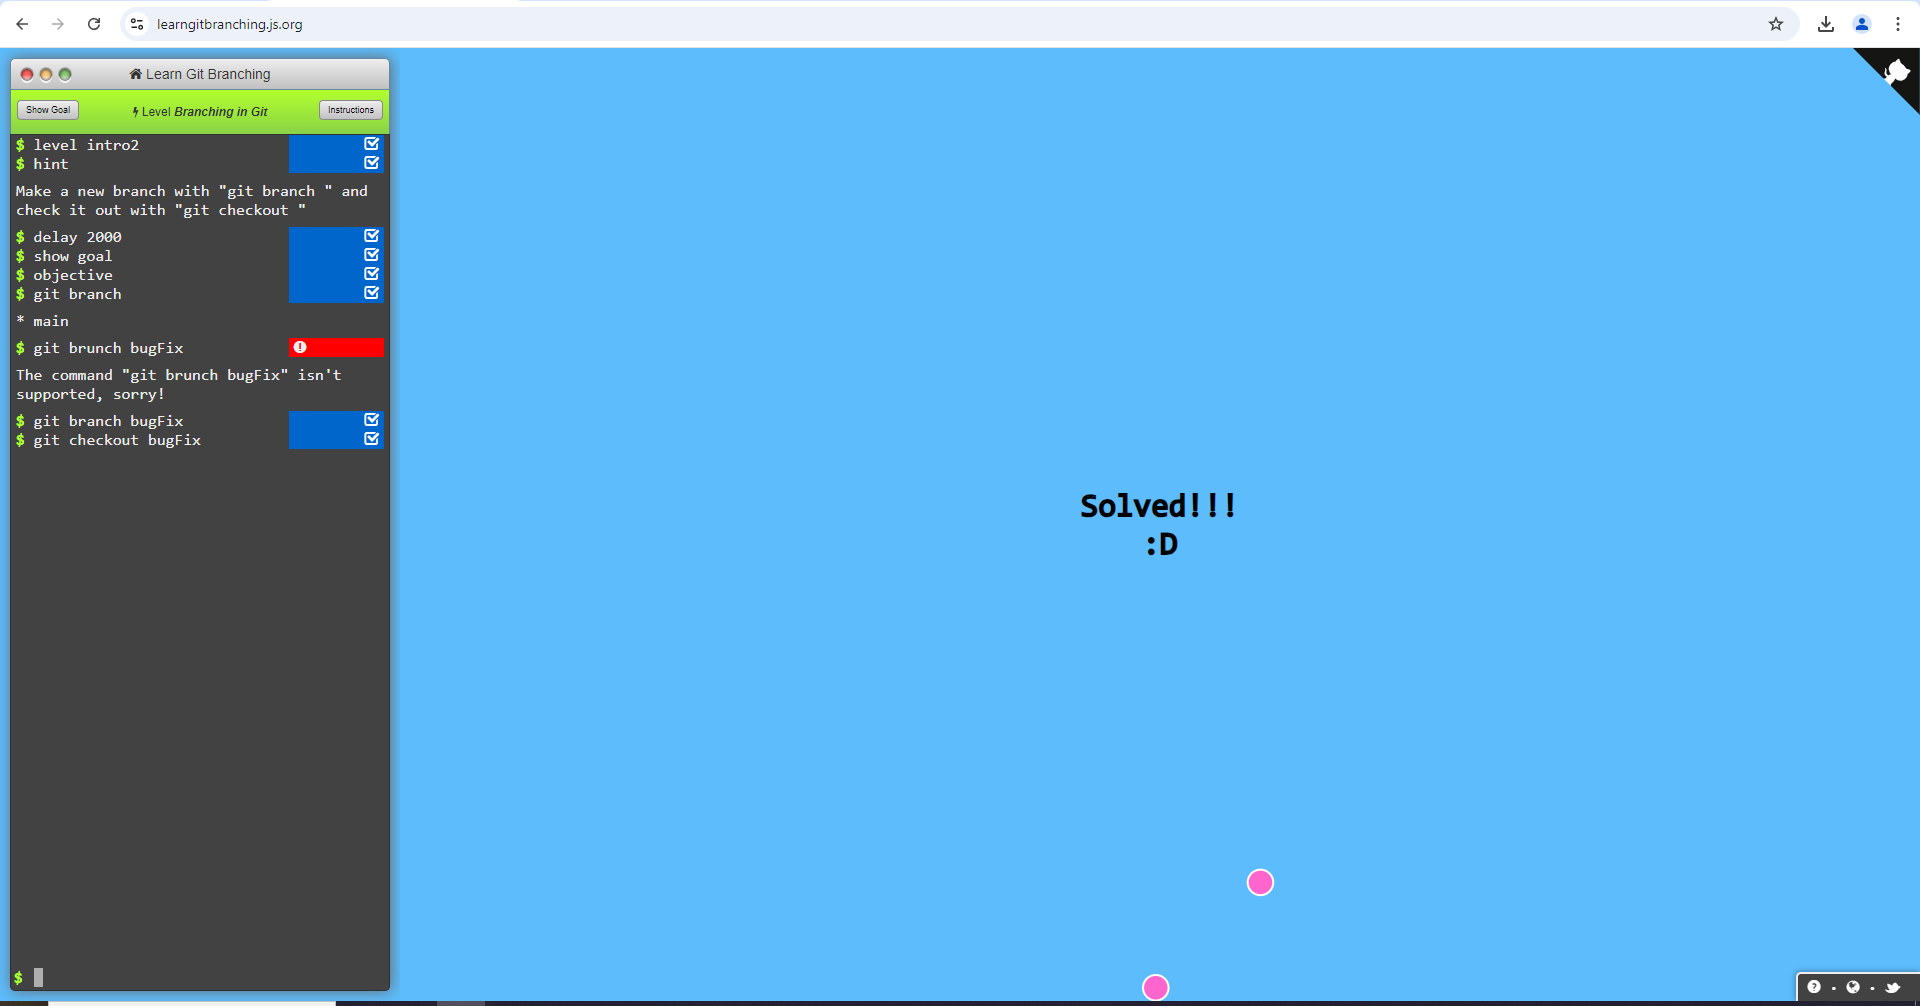 learngitbranching.js.org
Learn Git Branching
Show Goal
Level Branching in Git
Instructions
$ level intro2
$ hint
Make a new branch with "git branch " and
check it out with "git checkout "
$ delay 2000
$ show goal
$ objective
$ git branch
* main
$ git brunch bugFix
The command "git brunch bugFix" isn't
supported, sorry!
$ git branch bugFix
$ git checkout bugFix
Solved!!!
:D
$